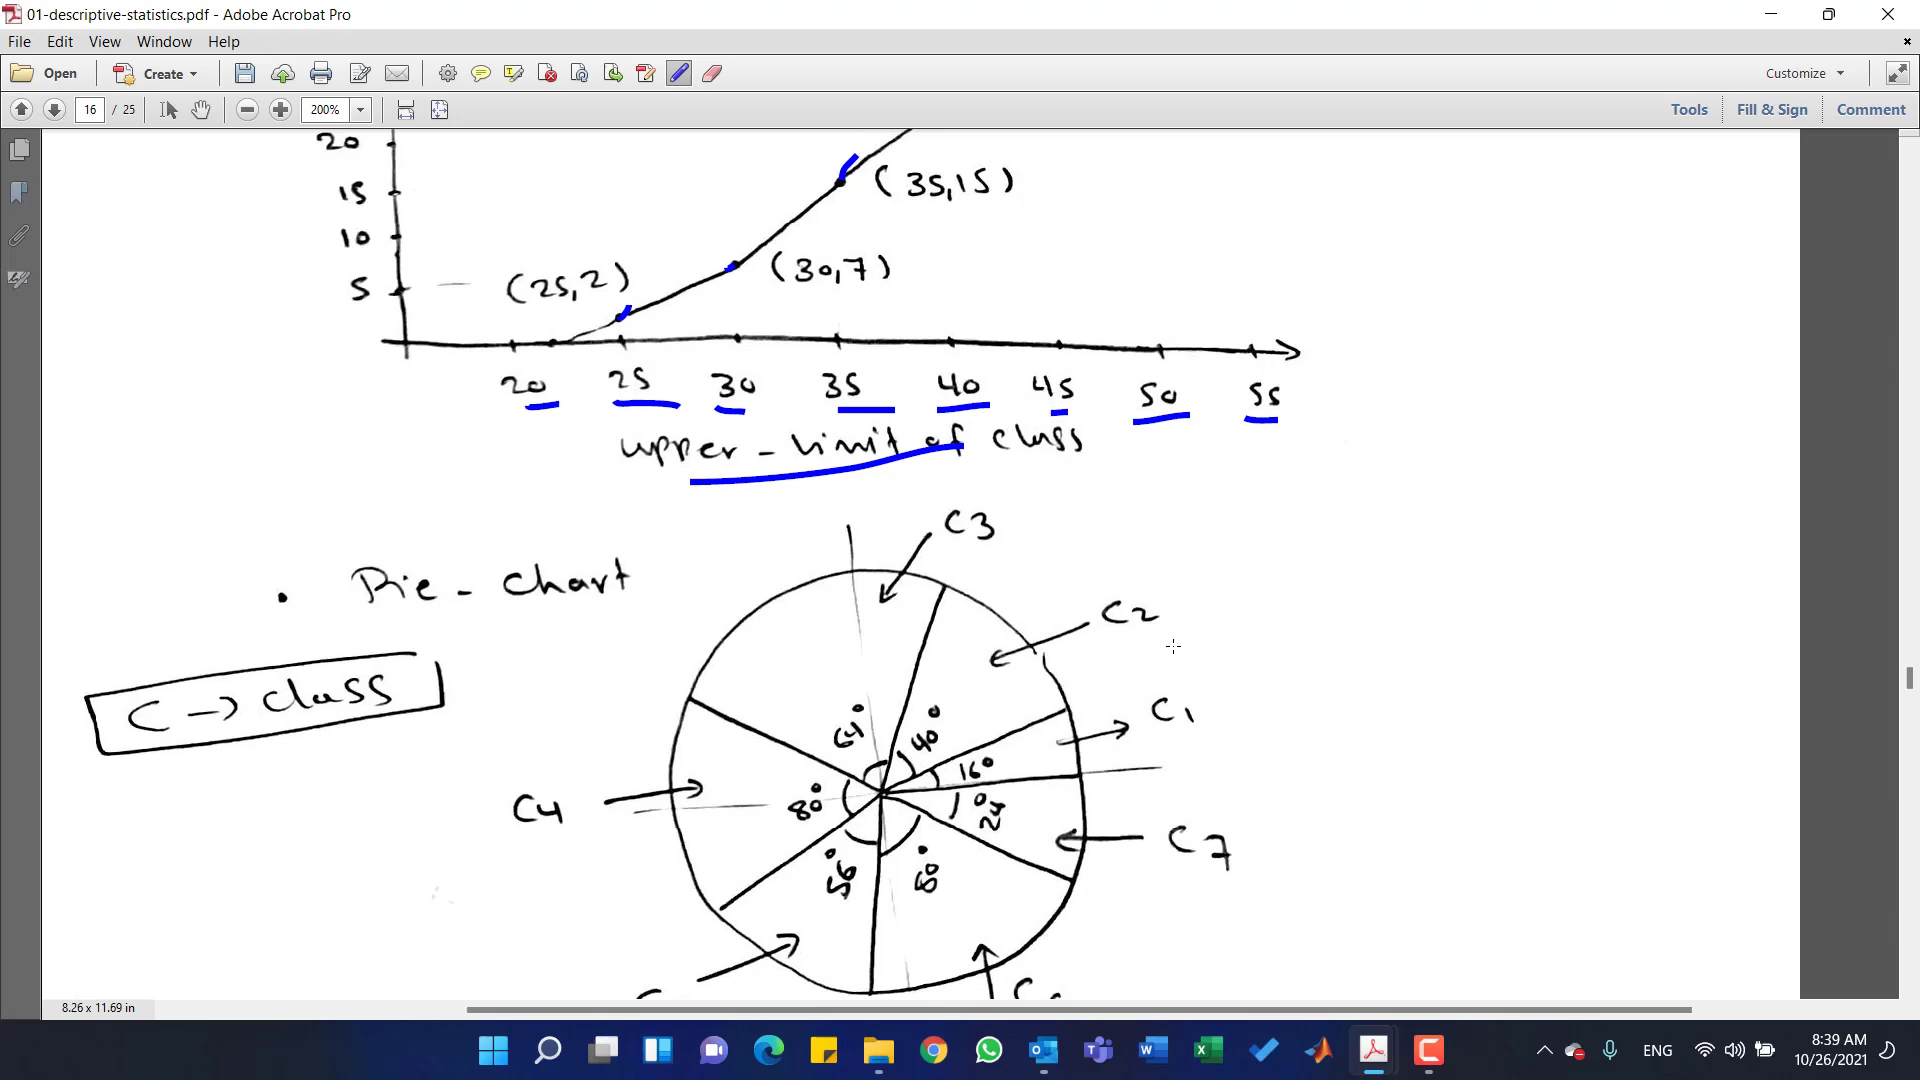 01-descriptive-statistics.pdf - Adobe Acrobat Pro
File Edit View Window Help
Open Create Customize
16 / 25 200% Tools Fill & Sign Comment
20
15
10
5
(35,15)
(30,7)
(25,2)
20 25 30 35 40 45 50 55
upper - limit of class
• Pie - chart
C → class
C3
C2
C1
C4
C7
64°
40°
16°
80°
24°
56°
80°
8.26 x 11.69 in
ENG
8:39 AM
10/26/2021